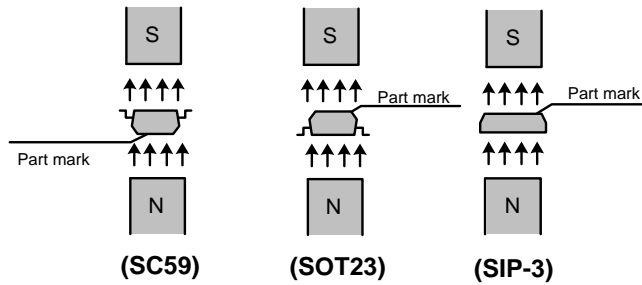 S S S
Part mark Part mark
Part mark
N N N
(SC59) (SOT23) (SIP-3)